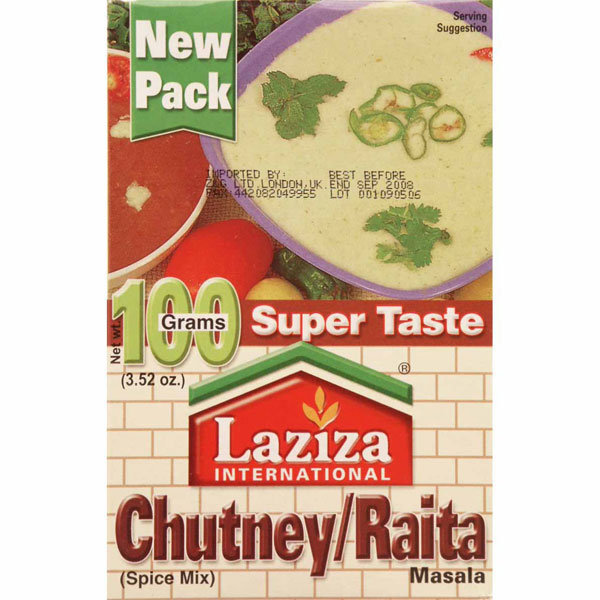 New
Pack
Serving
Suggestion
IMPORTED BY: BEST BEFORE
Z&G LTD LONDON,UK. END SEP 2008
FAX:442082049955 LOT 001090506
Net wt.
100
Grams
(3.52 oz.)
Super Taste
®
Laziza
INTERNATIONAL
Chutney/Raita
(Spice Mix)
Masala